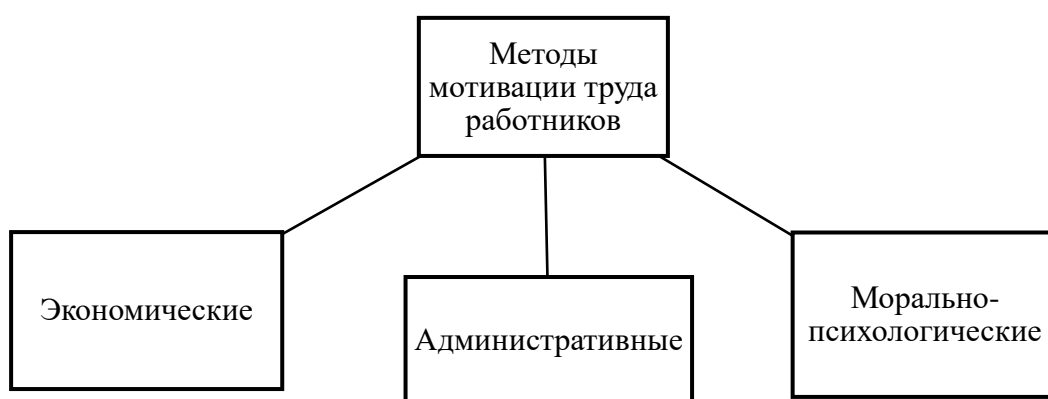 Методы
мотивации труда
работников
Экономические
Административные
Морально-
психологические